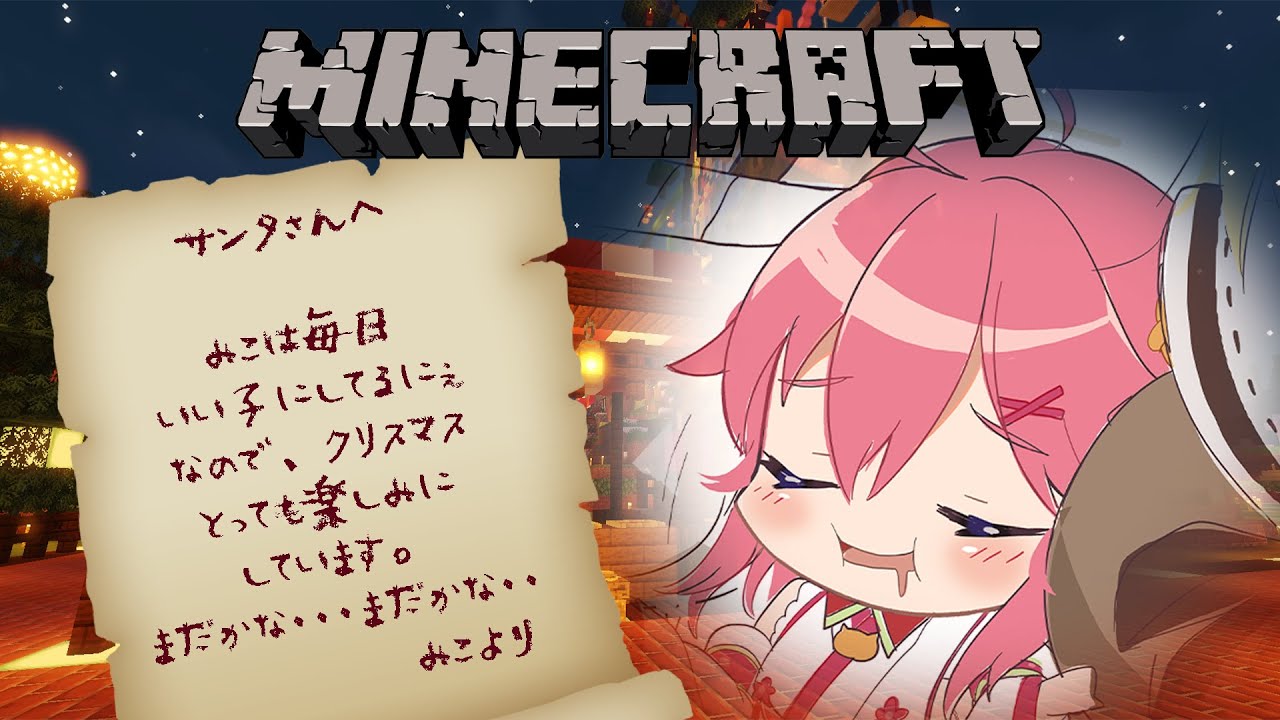 MINECRAFT
サンタさんへ
みこは毎日
いい子にしてるにぇ
なので、クリスマス
とっても楽しみに
しています。
まだかな・・・まだかな・・
みこより